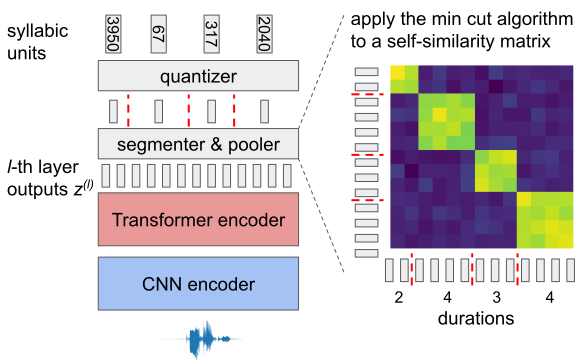 syllabic
units
3950
67
317
2040
quantizer
segmenter & pooler
l-th layer
outputs z(l)
Transformer encoder
CNN encoder
apply the min cut algorithm
to a self-similarity matrix
2 4 3 4
durations